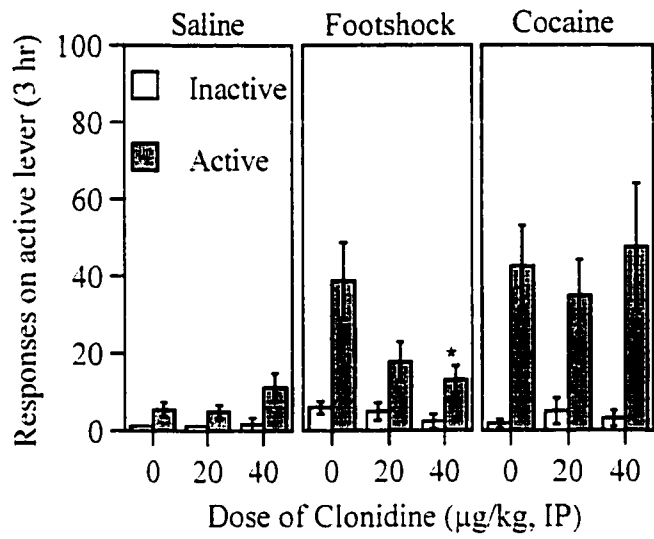 Saline Footshock Cocaine
Responses on active lever (3 hr)
100
80
60
40
20
0
Inactive
Active
*
0 20 40 0 20 40 0 20 40
Dose of Clonidine (µg/kg, IP)